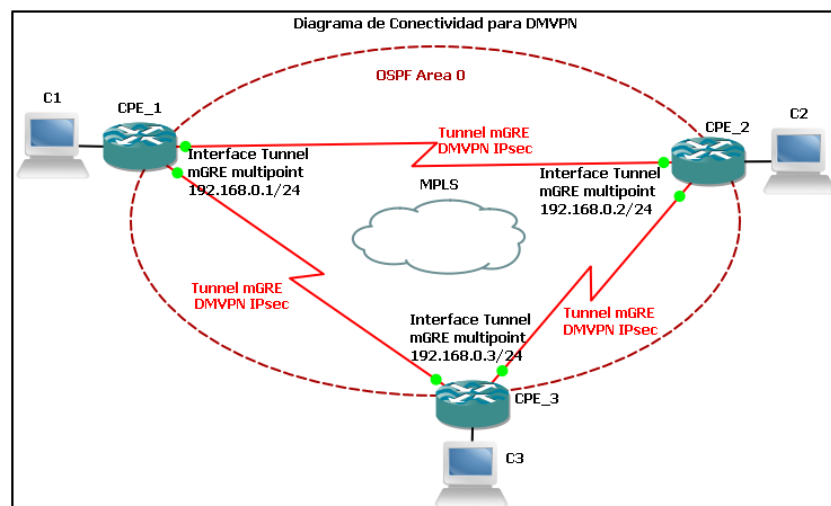 Diagrama de Conectividad para DMVPN
OSPF Area 0
C1
CPE_1
C2
CPE_2
Tunnel mGRE
DMVPN IPsec
Interface Tunnel
mGRE multipoint
192.168.0.1/24
Interface Tunnel
mGRE multipoint
192.168.0.2/24
MPLS
Tunnel mGRE
DMVPN IPsec
Tunnel mGRE
DMVPN IPsec
Interface Tunnel
mGRE multipoint
192.168.0.3/24
CPE_3
C3